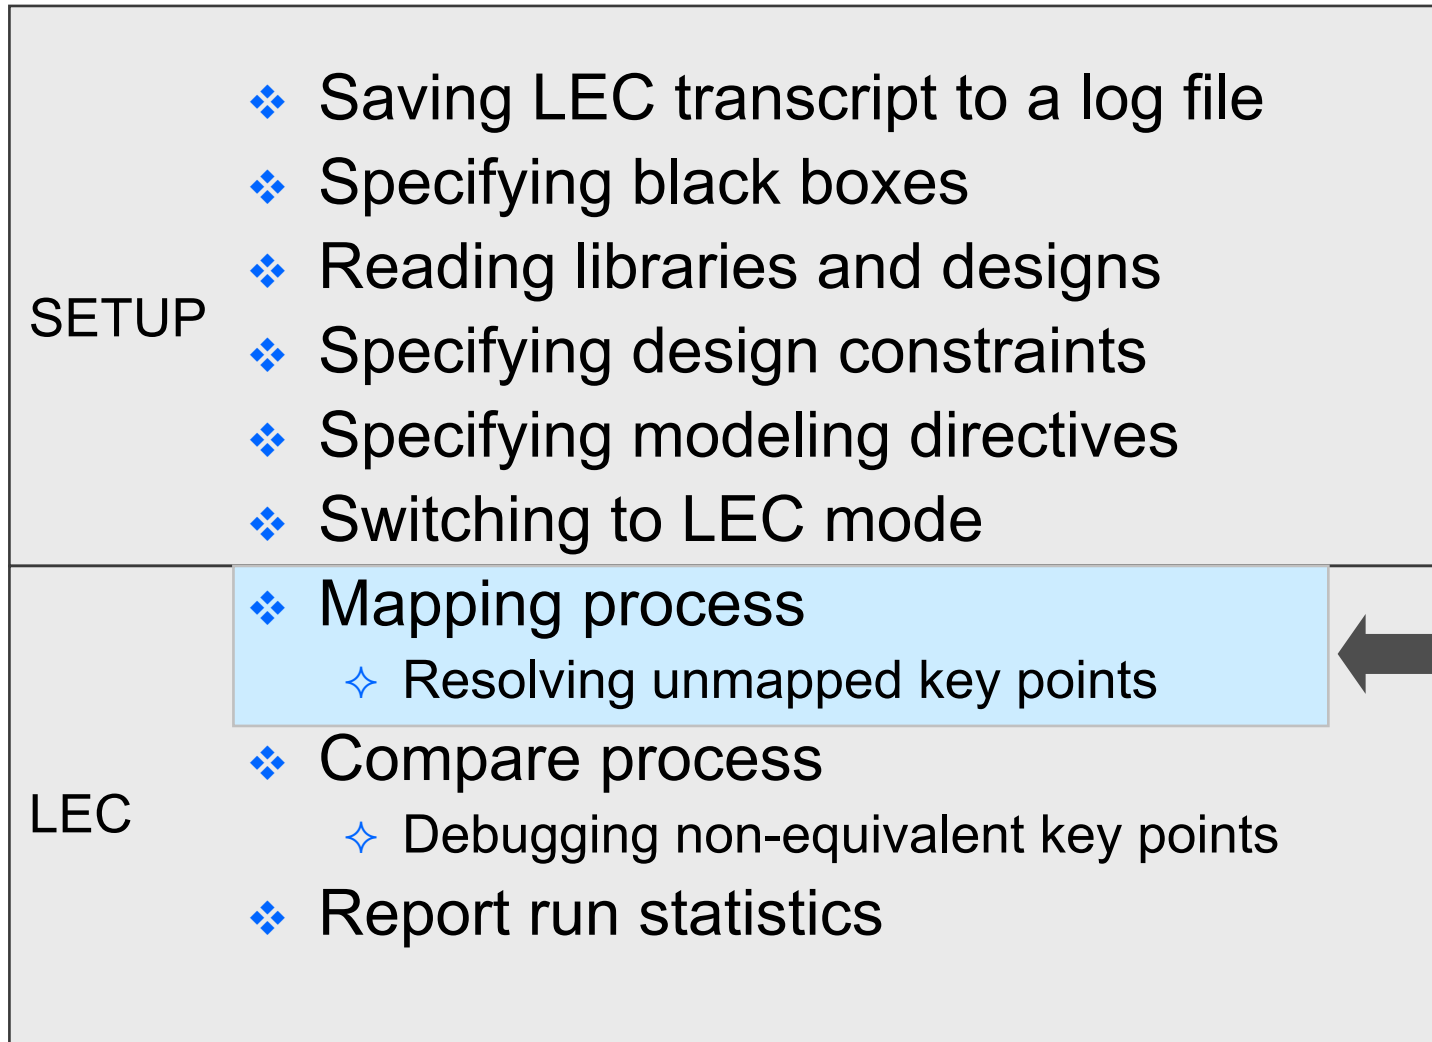 SETUP
Saving LEC transcript to a log file
Specifying black boxes
Reading libraries and designs
Specifying design constraints
Specifying modeling directives
Switching to LEC mode
LEC
Mapping process
Resolving unmapped key points
Compare process
Debugging non-equivalent key points
Report run statistics